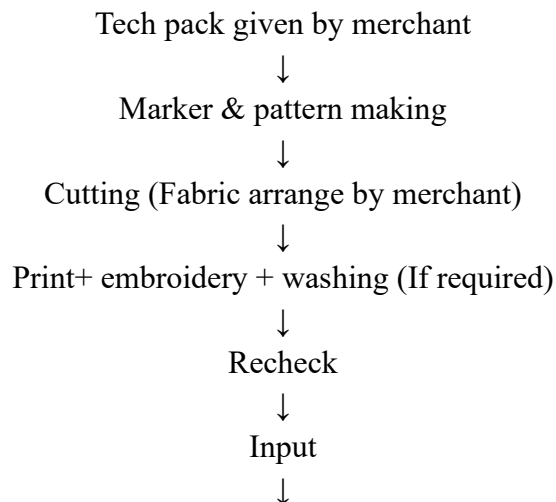 Tech pack given by merchant
↓
Marker & pattern making
↓
Cutting (Fabric arrange by merchant)
↓
Print+ embroidery + washing (If required)
↓
Recheck
↓
Input
↓